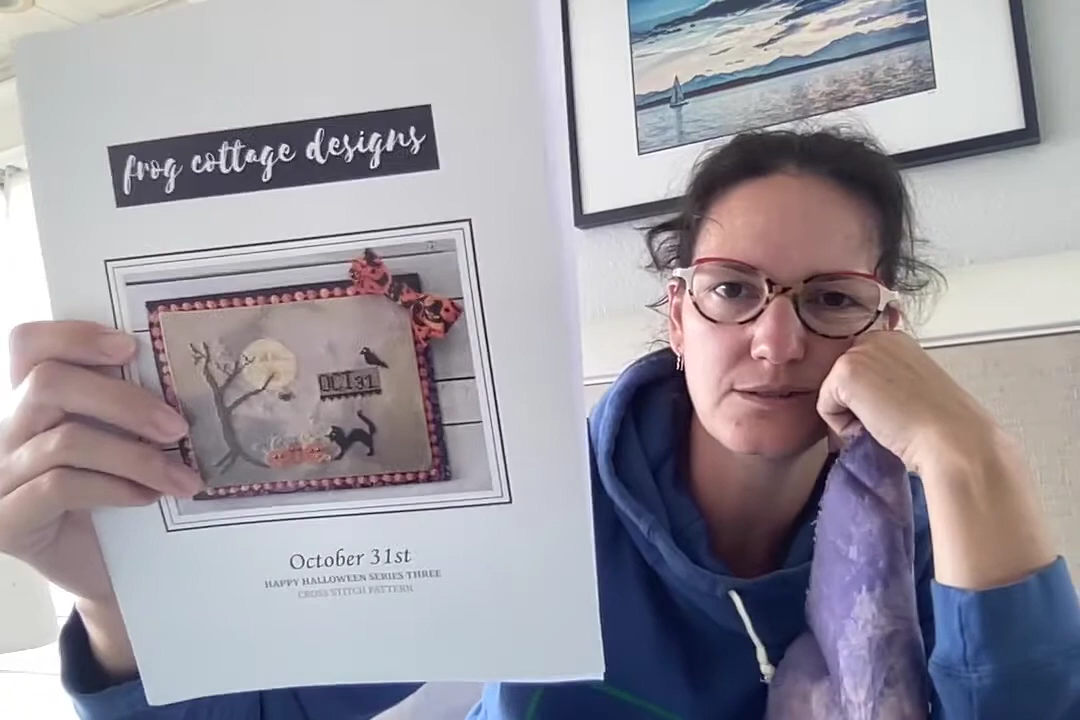 frog cottage designs
OCT 31
October 31st
HAPPY HALLOWEEN SERIES THREE
CROSS STITCH PATTERN